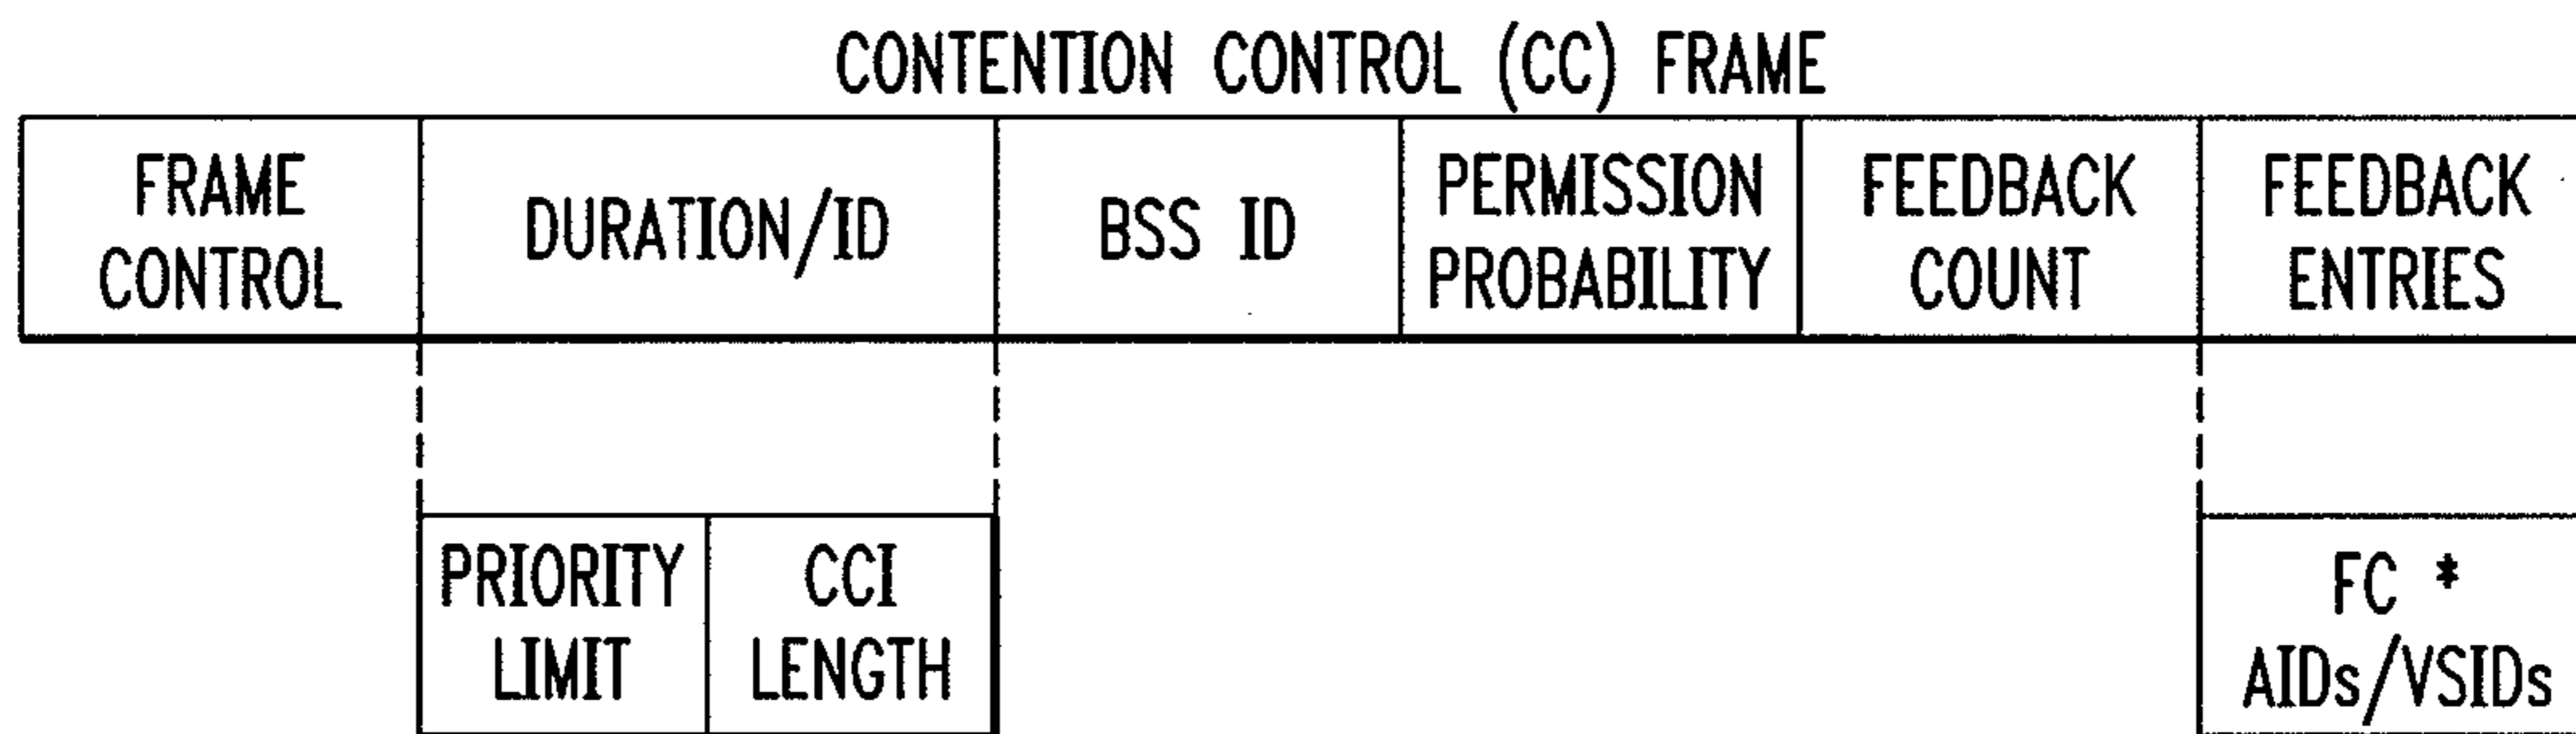 CONTENTION CONTROL (CC) FRAME
FRAME CONTROL
DURATION/ID
BSS ID
PERMISSION PROBABILITY
FEEDBACK COUNT
FEEDBACK ENTRIES
PRIORITY LIMIT
CCI LENGTH
FC * AIDs/VSIDs